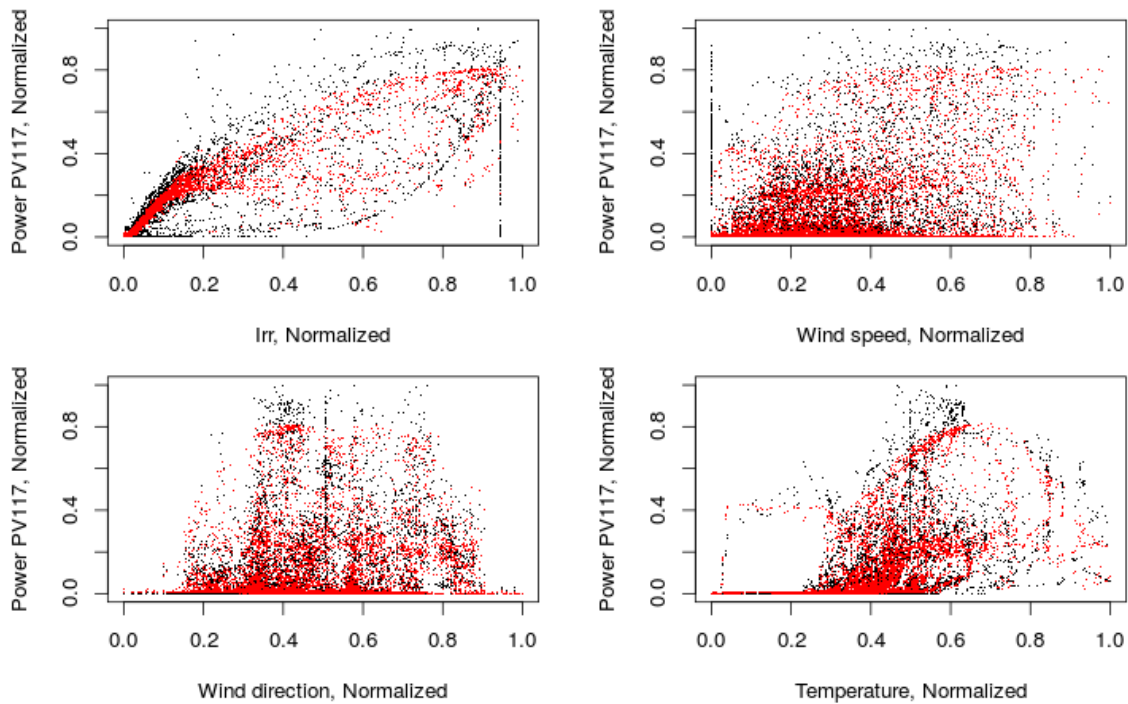 Power PV117, Normalized
0.0 0.4 0.8
0.0 0.2 0.4 0.6 0.8 1.0
Irr, Normalized
Power PV117, Normalized
0.0 0.4 0.8
0.0 0.2 0.4 0.6 0.8 1.0
Wind speed, Normalized
Power PV117, Normalized
0.0 0.4 0.8
0.0 0.2 0.4 0.6 0.8 1.0
Wind direction, Normalized
Power PV117, Normalized
0.0 0.4 0.8
0.0 0.2 0.4 0.6 0.8 1.0
Temperature, Normalized